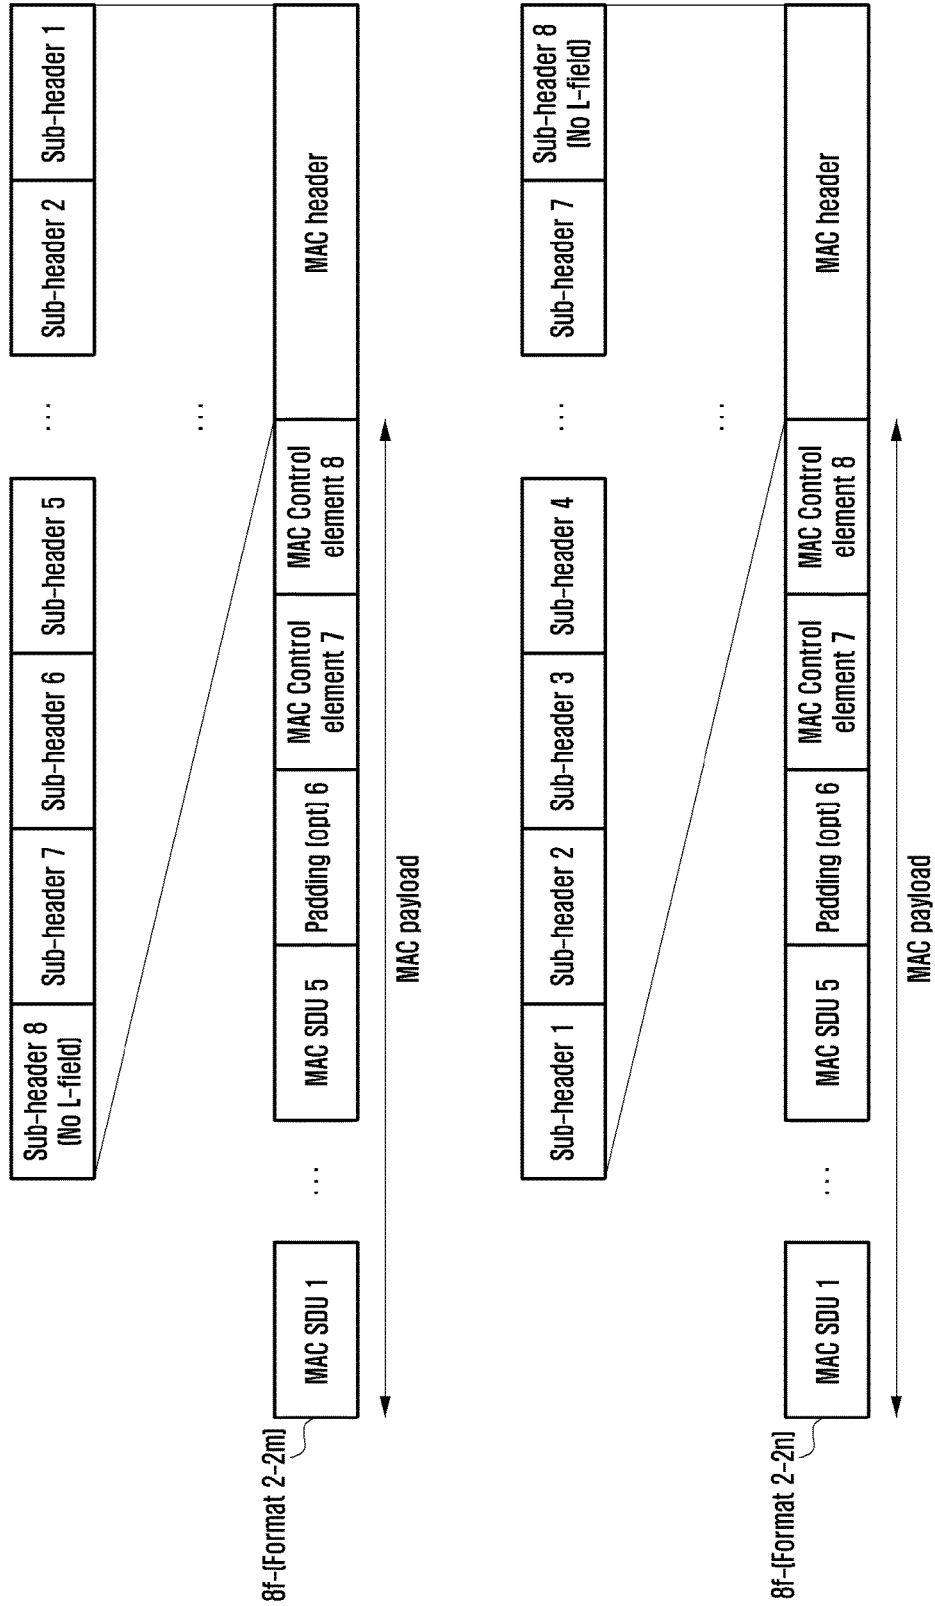 Sub-header 8
(No L-field)
Sub-header 7
Sub-header 6
Sub-header 5
...
Sub-header 2
Sub-header 1
...
MAC SDU 1
...
MAC SDU 5
Padding (opt) 6
MAC Control
element 7
MAC Control
element 8
MAC header
MAC payload
8f-(Format 2-2m)
Sub-header 1
Sub-header 2
Sub-header 3
Sub-header 4
...
Sub-header 7
Sub-header 8
(No L-field)
...
MAC SDU 1
...
MAC SDU 5
Padding (opt) 6
MAC Control
element 7
MAC Control
element 8
MAC header
MAC payload
8f-(Format 2-2n)